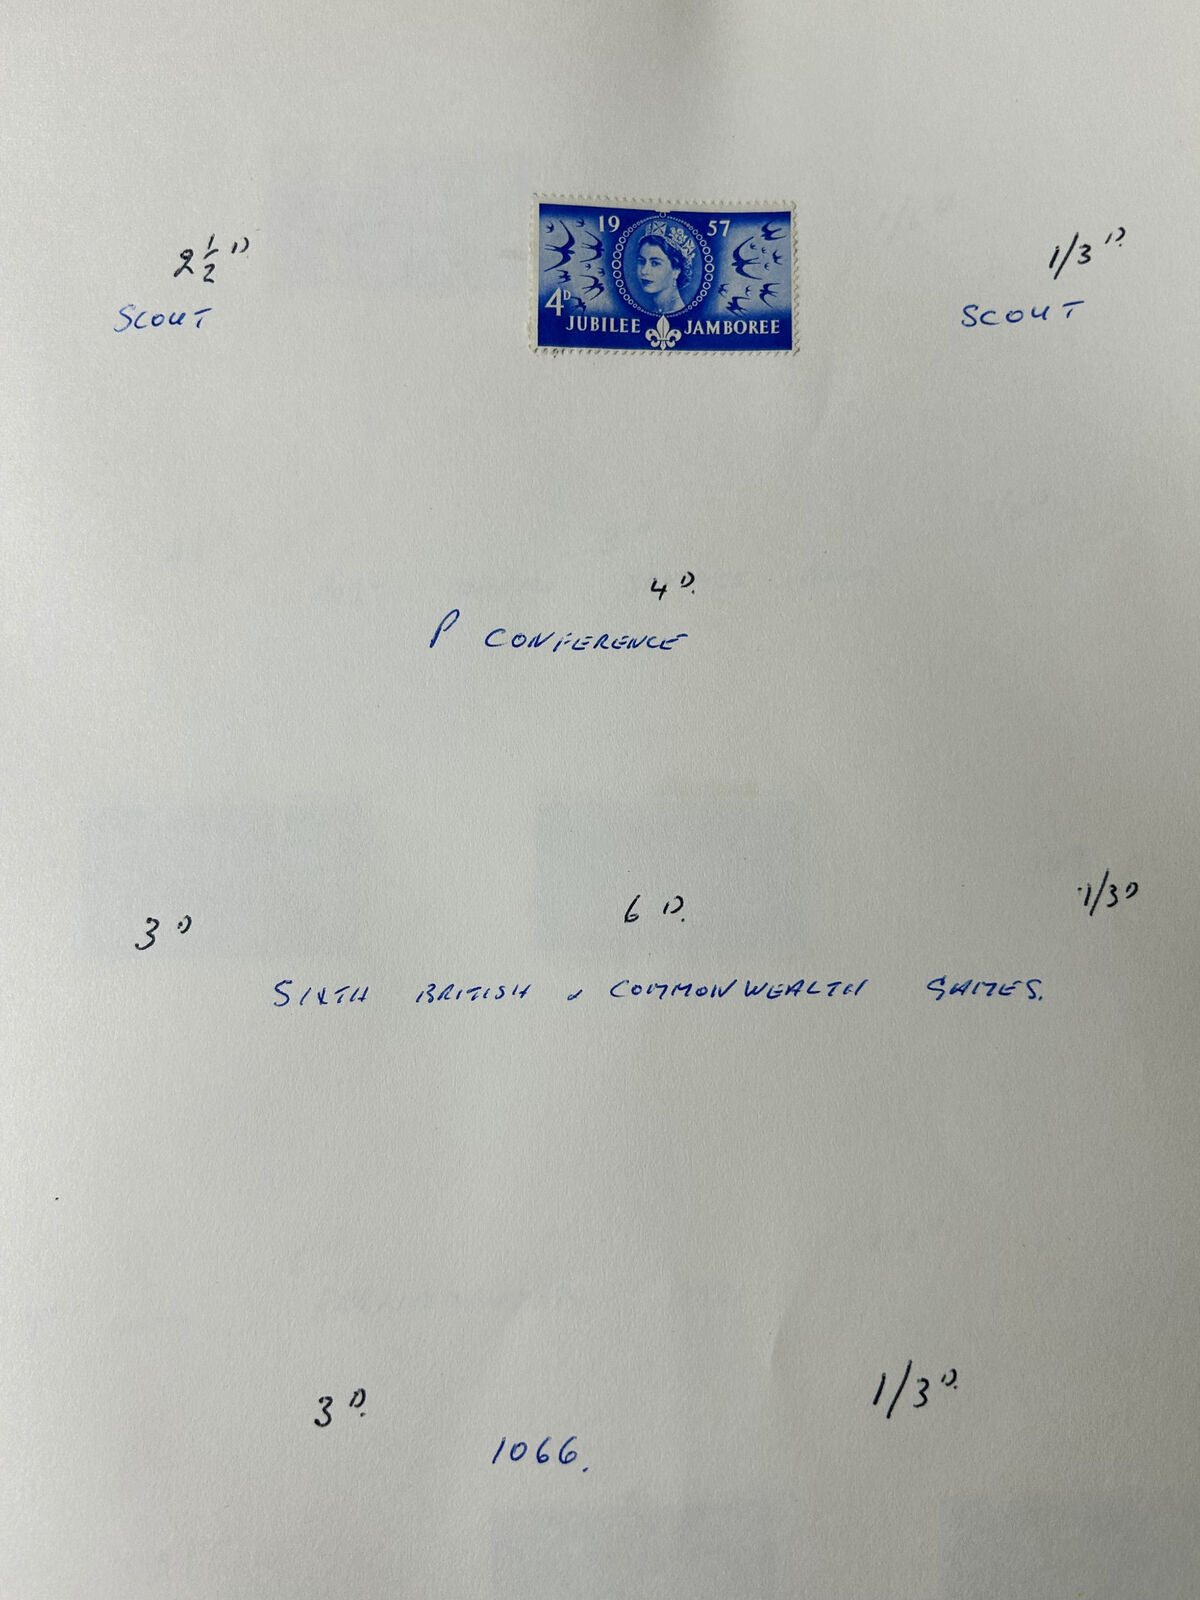 2½D
SCOUT
19 57
4D
JUBILEE JAMBOREE
1/3D.
SCOUT
4D.
P CONFERENCE
3D
6D.
1/3D
SIXTH BRITISH & COMMONWEALTH GAMES.
3D.
1/3D.
1066.